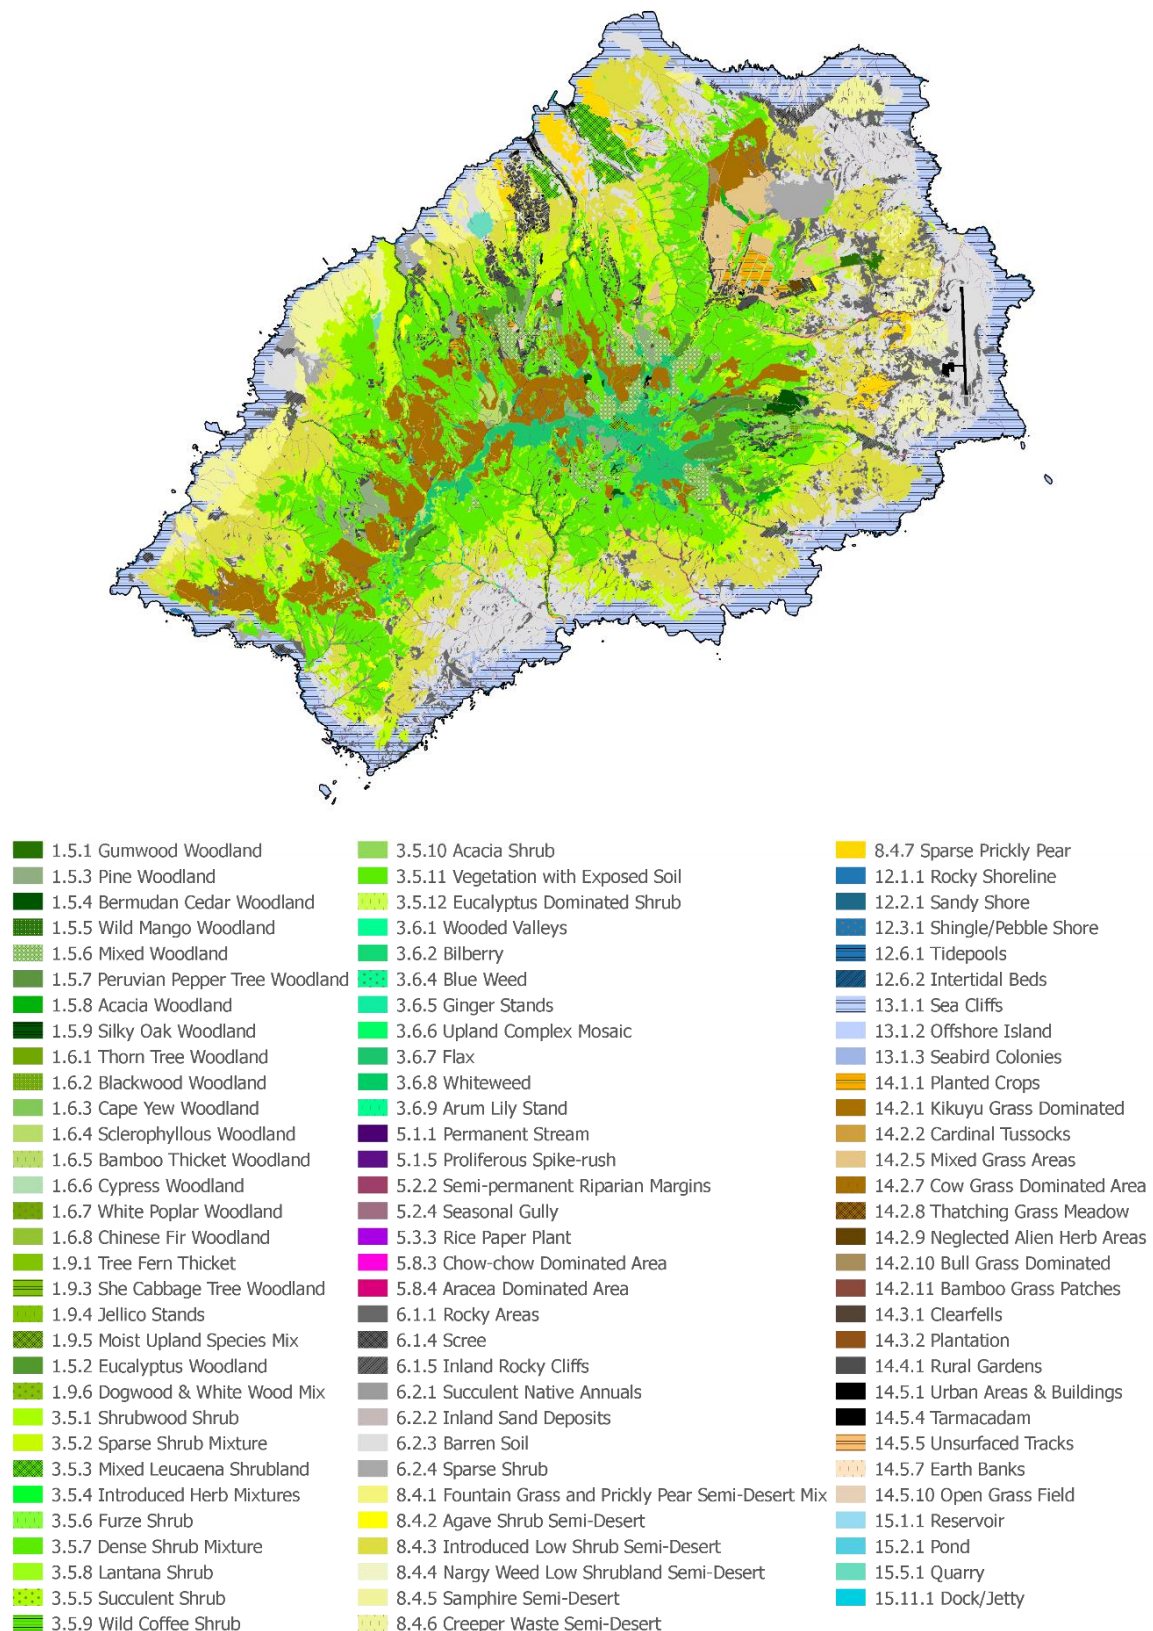 1.5.1 Gumwood Woodland
1.5.3 Pine Woodland
1.5.4 Bermudan Cedar Woodland
1.5.5 Wild Mango Woodland
1.5.6 Mixed Woodland
1.5.7 Peruvian Pepper Tree Woodland
1.5.8 Acacia Woodland
1.5.9 Silky Oak Woodland
1.6.1 Thorn Tree Woodland
1.6.2 Blackwood Woodland
1.6.3 Cape Yew Woodland
1.6.4 Sclerophyllous Woodland
1.6.5 Bamboo Thicket Woodland
1.6.6 Cypress Woodland
1.6.7 White Poplar Woodland
1.6.8 Chinese Fir Woodland
1.9.1 Tree Fern Thicket
1.9.3 She Cabbage Tree Woodland
1.9.4 Jellico Stands
1.9.5 Moist Upland Species Mix
1.5.2 Eucalyptus Woodland
1.9.6 Dogwood & White Wood Mix
3.5.1 Shrubwood Shrub
3.5.2 Sparse Shrub Mixture
3.5.3 Mixed Leucaena Shrubland
3.5.4 Introduced Herb Mixtures
3.5.6 Furze Shrub
3.5.7 Dense Shrub Mixture
3.5.8 Lantana Shrub
3.5.5 Succulent Shrub
3.5.9 Wild Coffee Shrub
3.5.10 Acacia Shrub
3.5.11 Vegetation with Exposed Soil
3.5.12 Eucalyptus Dominated Shrub
3.6.1 Wooded Valleys
3.6.2 Bilberry
3.6.4 Blue Weed
3.6.5 Ginger Stands
3.6.6 Upland Complex Mosaic
3.6.7 Flax
3.6.8 Whiteweed
3.6.9 Arum Lily Stand
5.1.1 Permanent Stream
5.1.5 Proliferous Spike-rush
5.2.2 Semi-permanent Riparian Margins
5.2.4 Seasonal Gully
5.3.3 Rice Paper Plant
5.8.3 Chow-chow Dominated Area
5.8.4 Aracea Dominated Area
6.1.1 Rocky Areas
6.1.4 Scree
6.1.5 Inland Rocky Cliffs
6.2.1 Succulent Native Annuals
6.2.2 Inland Sand Deposits
6.2.3 Barren Soil
6.2.4 Sparse Shrub
8.4.1 Fountain Grass and Prickly Pear Semi-Desert Mix
8.4.2 Agave Shrub Semi-Desert
8.4.3 Introduced Low Shrub Semi-Desert
8.4.4 Nargy Weed Low Shrubland Semi-Desert
8.4.5 Samphire Semi-Desert
8.4.6 Creeper Waste Semi-Desert
8.4.7 Sparse Prickly Pear
12.1.1 Rocky Shoreline
12.2.1 Sandy Shore
12.3.1 Shingle/Pebble Shore
12.6.1 Tidepools
12.6.2 Intertidal Beds
13.1.1 Sea Cliffs
13.1.2 Offshore Island
13.1.3 Seabird Colonies
14.1.1 Planted Crops
14.2.1 Kikuyu Grass Dominated
14.2.2 Cardinal Tussocks
14.2.5 Mixed Grass Areas
14.2.7 Cow Grass Dominated Area
14.2.8 Thatching Grass Meadow
14.2.9 Neglected Alien Herb Areas
14.2.10 Bull Grass Dominated
14.2.11 Bamboo Grass Patches
14.3.1 Clearfells
14.3.2 Plantation
14.4.1 Rural Gardens
14.5.1 Urban Areas & Buildings
14.5.4 Tarmacadam
14.5.5 Unsurfaced Tracks
14.5.7 Earth Banks
14.5.10 Open Grass Field
15.1.1 Reservoir
15.2.1 Pond
15.5.1 Quarry
15.11.1 Dock/Jetty